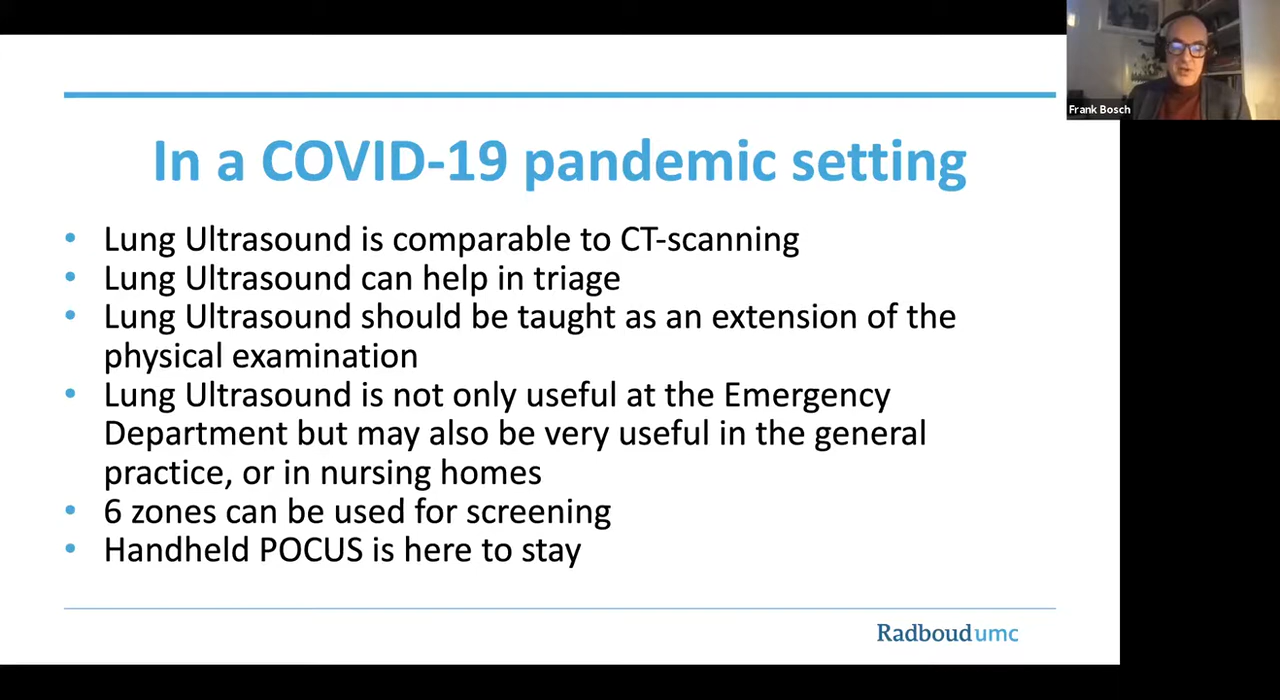 Frank Bosch
In a COVID-19 pandemic setting
• Lung Ultrasound is comparable to CT-scanning
• Lung Ultrasound can help in triage
• Lung Ultrasound should be taught as an extension of the
physical examination
• Lung Ultrasound is not only useful at the Emergency
Department but may also be very useful in the general
practice, or in nursing homes
• 6 zones can be used for screening
• Handheld POCUS is here to stay
Radboudumc